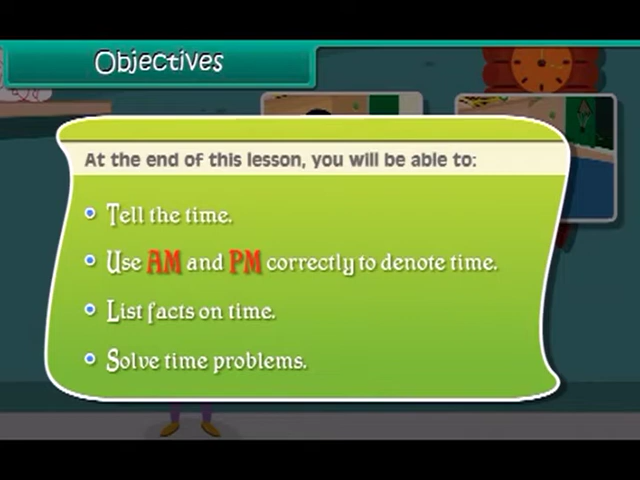 Objectives
At the end of this lesson, you will be able to:
Tell the time.
Use AM and PM correctly to denote time.
List facts on time.
Solve time problems.